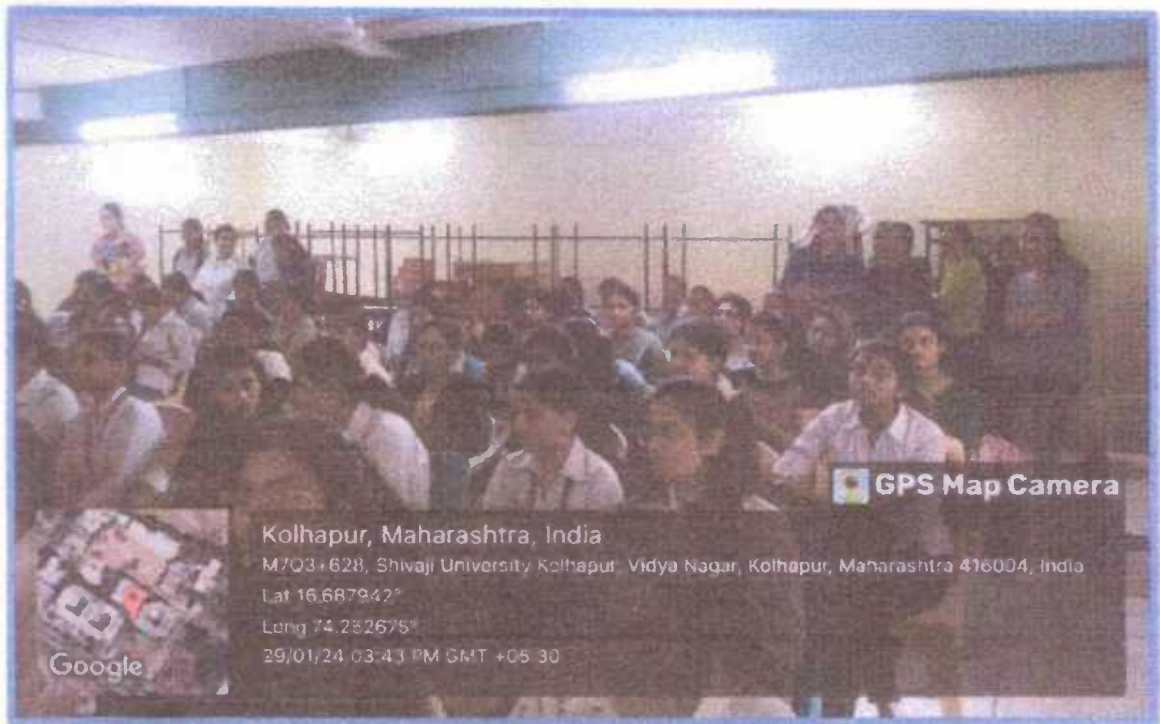 GPS Map Camera
Kolhapur, Maharashtra, India
M7Q3+628, Shivaji University Kolhapur, Vidya Nagar, Kolhapur, Maharashtra 416004, India
Lat 16.687942°
Long 74.252675°
29/01/24 03:43 PM GMT +05:30
Google